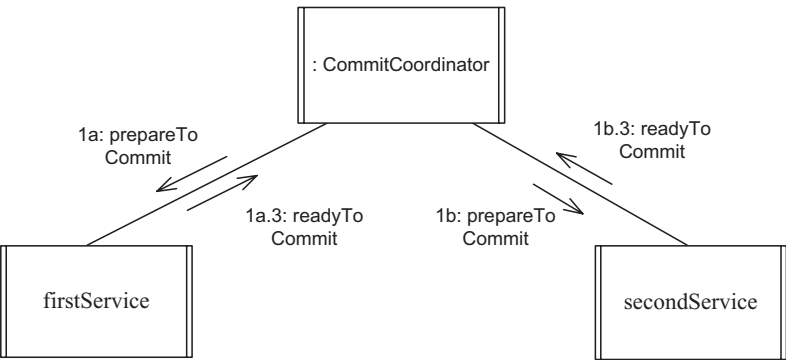 : CommitCoordinator
1a: prepareTo
Commit
1b.3: readyTo
Commit
1a.3: readyTo
Commit
1b: prepareTo
Commit
firstService
secondService